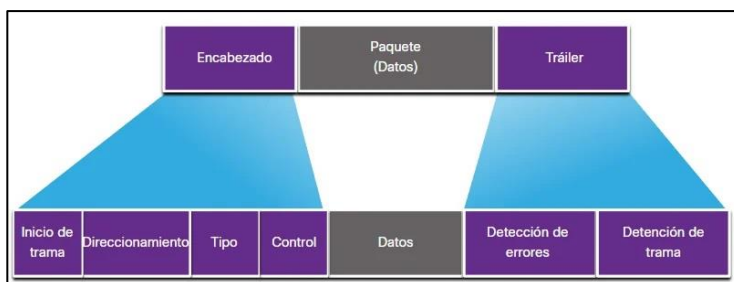 Encabezado
Paquete
(Datos)
Tráiler
Inicio de
trama
Direccionamiento
Tipo
Control
Datos
Detección de
errores
Detención de
trama